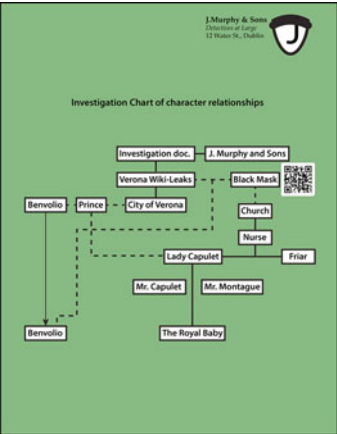 J.Murphy & Sons
Detectives at Large
12 Water St., Dublin
J
Investigation Chart of character relationships
Investigation doc.
J. Murphy and Sons
Verona Wiki-Leaks
Black Mask
Benvolio
Prince
City of Verona
Church
Nurse
Lady Capulet
Friar
Mr. Capulet
Mr. Montague
Benvolio
The Royal Baby